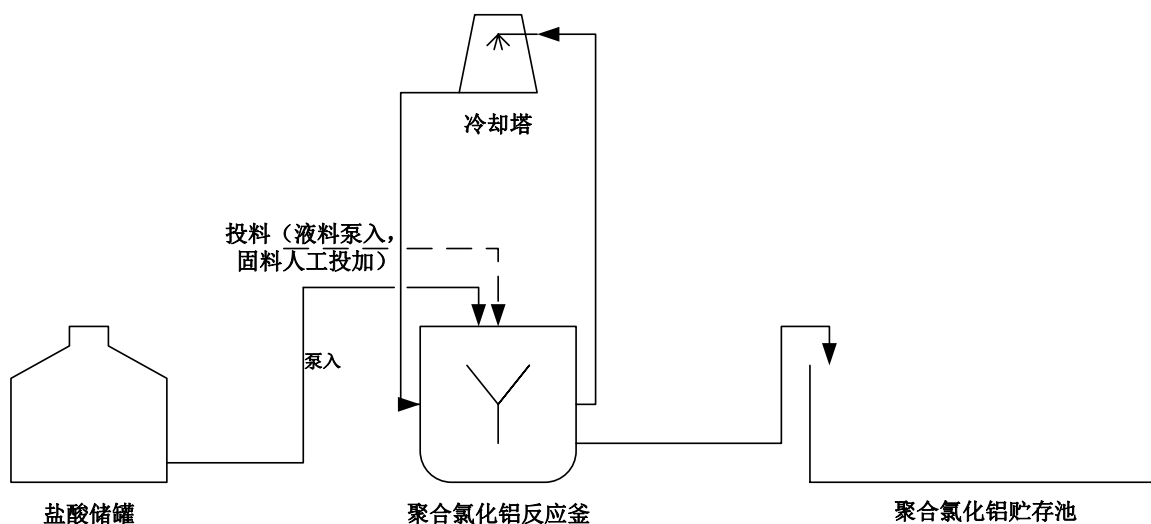 冷却塔
投料（液料泵入，
固料人工投加）
泵入
盐酸储罐
聚合氯化铝反应釜
聚合氯化铝贮存池